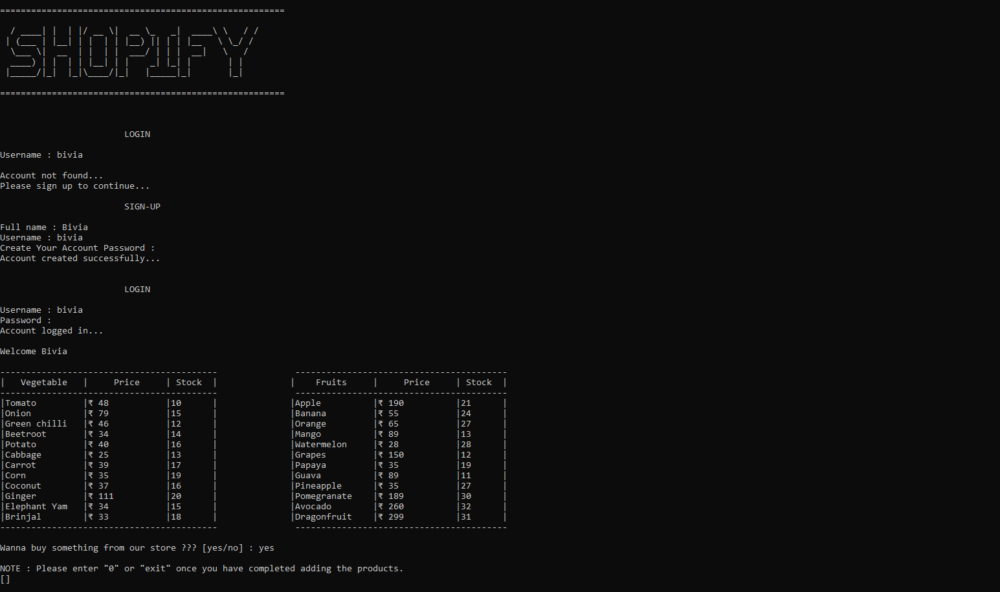 =======================================================
  / ____| |  | |/ __ \|  __ \_   _|  ____\ \   / /
 | (___ | |__| | |  | | |__) || | | |__   \ \_/ /
  \___ \|  __  | |  | |  ___/ | | |  __|   \   /
  ____) | |  | | |__| | |    _| |_| |       | |
 |_____/|_|  |_|\____/|_|   |_____|_|       |_|
=======================================================
LOGIN
Username : bivia
Account not found...
Please sign up to continue...
SIGN-UP
Full name : Bivia
Username : bivia
Create Your Account Password :
Account created successfully...
LOGIN
Username : bivia
Password :
Account logged in...
Welcome Bivia
------------------------------------------               -----------------------------------------
|   Vegetable   |     Price     | Stock  |              |    Fruits     |     Price     | Stock  |
------------------------------------------               -----------------------------------------
|Tomato         |₹ 48           |10      |              |Apple          |₹ 190          |21      |
|Onion          |₹ 79           |15      |              |Banana         |₹ 55           |24      |
|Green chilli   |₹ 46           |12      |              |Orange         |₹ 65           |27      |
|Beetroot       |₹ 34           |14      |              |Mango          |₹ 89           |13      |
|Potato         |₹ 40           |16      |              |Watermelon     |₹ 28           |28      |
|Cabbage        |₹ 25           |13      |              |Grapes         |₹ 150          |12      |
|Carrot         |₹ 39           |17      |              |Papaya         |₹ 35           |19      |
|Corn           |₹ 35           |19      |              |Guava          |₹ 89           |11      |
|Coconut        |₹ 37           |16      |              |Pineapple      |₹ 35           |27      |
|Ginger         |₹ 111          |20      |              |Pomegranate    |₹ 189          |30      |
|Elephant Yam   |₹ 34           |15      |              |Avocado        |₹ 260          |32      |
|Brinjal        |₹ 33           |18      |              |Dragonfruit    |₹ 299          |31      |
------------------------------------------               -----------------------------------------
Wanna buy something from our store ??? [yes/no] : yes
NOTE : Please enter "0" or "exit" once you have completed adding the products.
[]